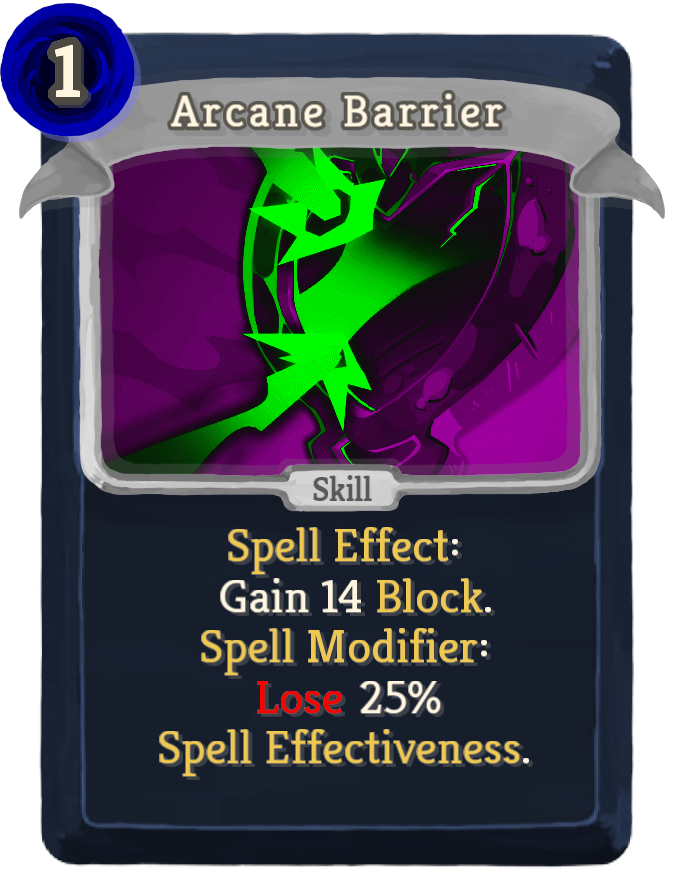 1
Arcane Barrier
Skill
Spell Effect:
Gain 14 Block.
Spell Modifier:
Lose 25%
Spell Effectiveness.